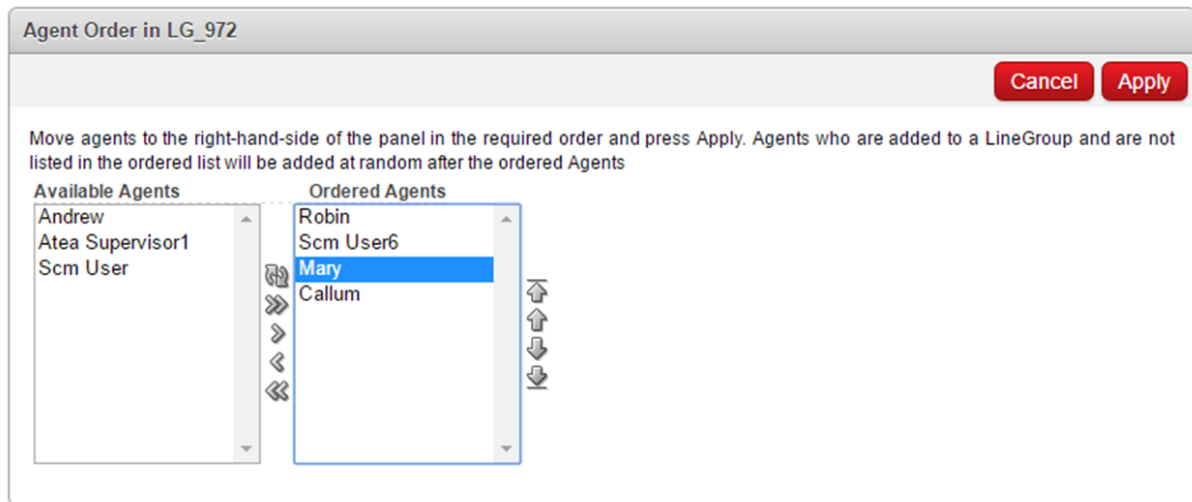 Agent Order in LG_972
Cancel Apply
Move agents to the right-hand-side of the panel in the required order and press Apply. Agents who are added to a LineGroup and are not
listed in the ordered list will be added at random after the ordered Agents
Available Agents Ordered Agents
Andrew
Atea Supervisor1
Scm User
Robin
Scm User6
Mary
Callum